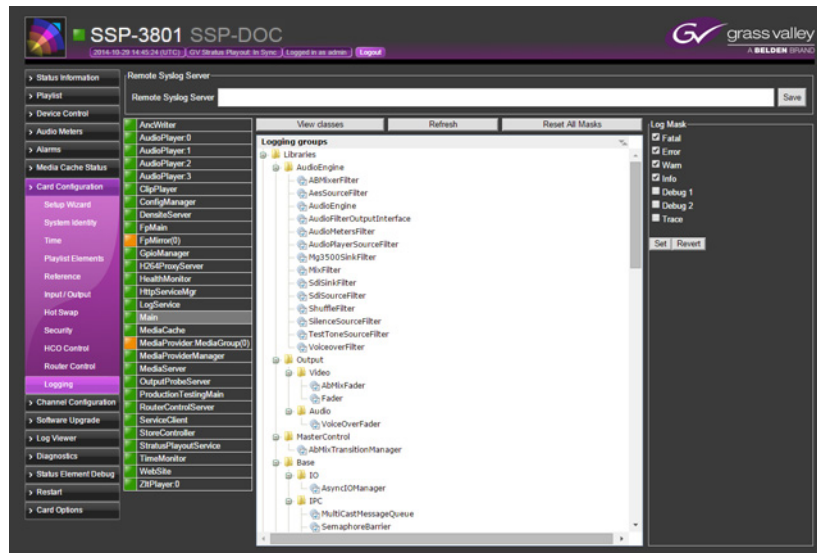 SSP-3801 SSP-DOC
2014-10-29 14:45:24 (UTC) GV Stratus Playout: In Sync Logged in as admin Logout
GV grass valley
A BELDEN BRAND
Status Information
Playlist
Device Control
Audio Meters
Alarms
Media Cache Status
Card Configuration
Setup Wizard
System Identity
Time
Playlist Elements
Reference
Input / Output
Hot Swap
Security
HCO Control
Router Control
Logging
Channel Configuration
Software Upgrade
Log Viewer
Diagnostics
Status Element Debug
Restart
Card Options
Remote Syslog Server
Remote Syslog Server Save
AncWriter
AudioPlayer:0
AudioPlayer:1
AudioPlayer:2
AudioPlayer:3
ClipPlayer
ConfigManager
DensiteServer
FpMain
FpMirror(0)
GpioManager
H264ProxyServer
HealthMonitor
HttpServiceMgr
LogService
Main
MediaCache
MediaProvider:MediaGroup(0)
MediaProviderManager
MediaServer
OutputProbeServer
ProductionTestingMain
RouterControlServer
ServiceClient
StoreController
StratusPlayoutService
TimeMonitor
WebSite
ZltPlayer:0
View classes Refresh Reset All Masks
Logging groups
Libraries
AudioEngine
ABMixerFilter
AesSourceFilter
AudioEngine
AudioFilterOutputInterface
AudioMetersFilter
AudioPlayerSourceFilter
Mg3500SinkFilter
MixFilter
SdiSinkFilter
SdiSourceFilter
ShuffleFilter
SilenceSourceFilter
TestToneSourceFilter
VoiceoverFilter
Output
Video
AbMixFader
Fader
Audio
VoiceOverFader
MasterControl
AbMixTransitionManager
Base
IO
AsyncIOManager
IPC
MultiCastMessageQueue
SemaphoreBarrier
Log Mask
Fatal
Error
Warn
Info
Debug 1
Debug 2
Trace
Set Revert